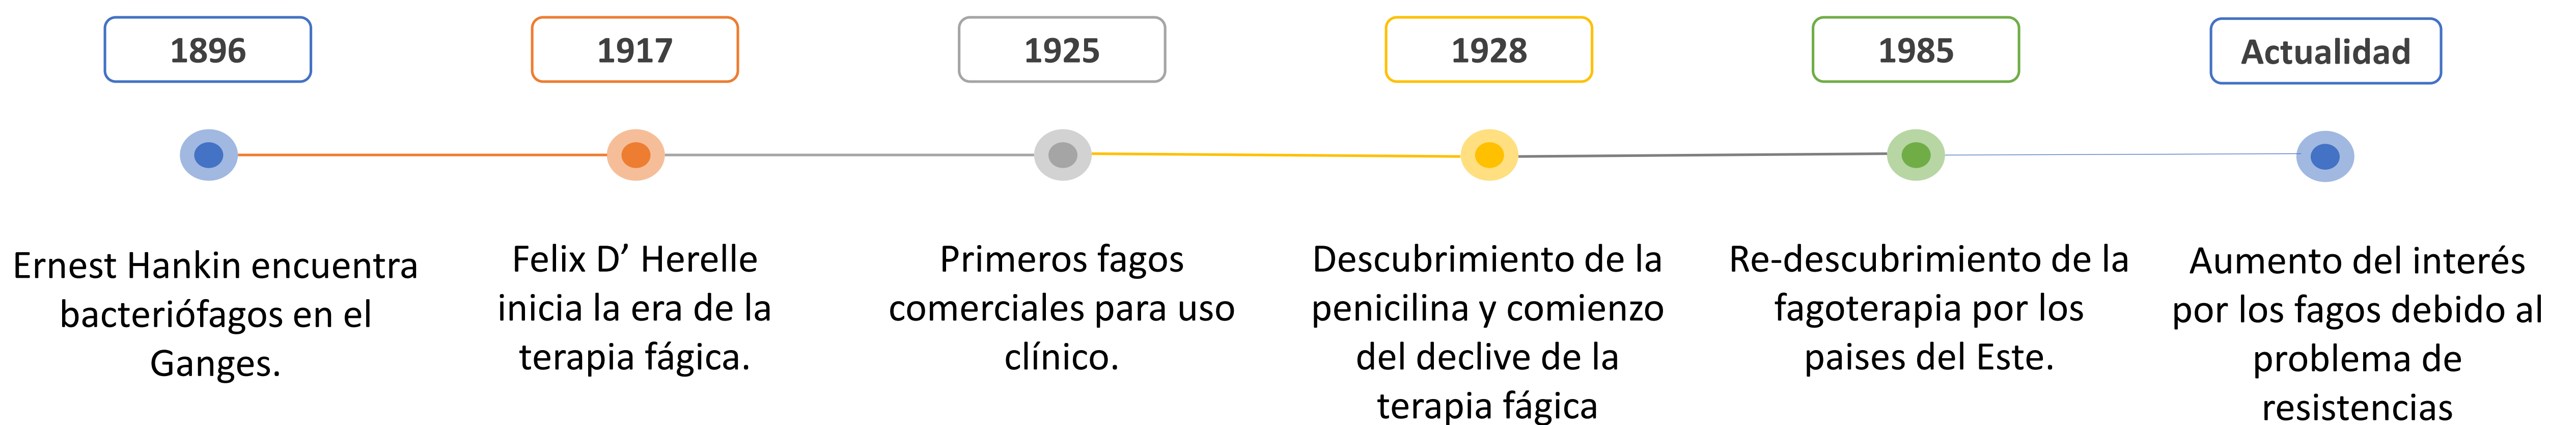 1896
Ernest Hankin encuentra
bacteriófagos en el
Ganges.
1917
Felix D’ Herelle
inicia la era de la
terapia fágica.
1925
Primeros fagos
comerciales para uso
clínico.
1928
Descubrimiento de la
penicilina y comienzo
del declive de la
terapia fágica
1985
Re-descubrimiento de la
fagoterapia por los
paises del Este.
Actualidad
Aumento del interés
por los fagos debido al
problema de
resistencias